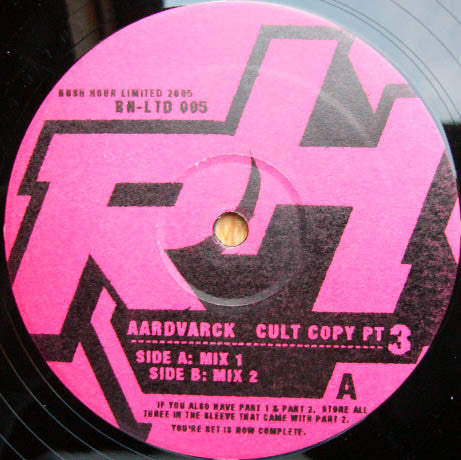 RUSH HOUR LIMITED 2005
RH-LTD 005
RH
AARDVARCK CULT COPY PT 3
SIDE A: MIX 1
SIDE B: MIX 2
A
IF YOU ALSO HAVE PART 1 & PART 2, STORE ALL
THREE IN THE SLEEVE THAT CAME WITH PART 2.
YOU'RE SET IS NOW COMPLETE.